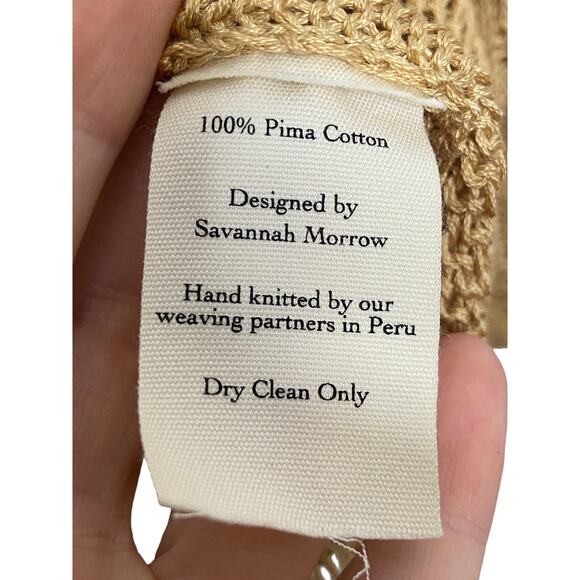 100% Pima Cotton
Designed by
Savannah Morrow
Hand knitted by our
weaving partners in Peru
Dry Clean Only